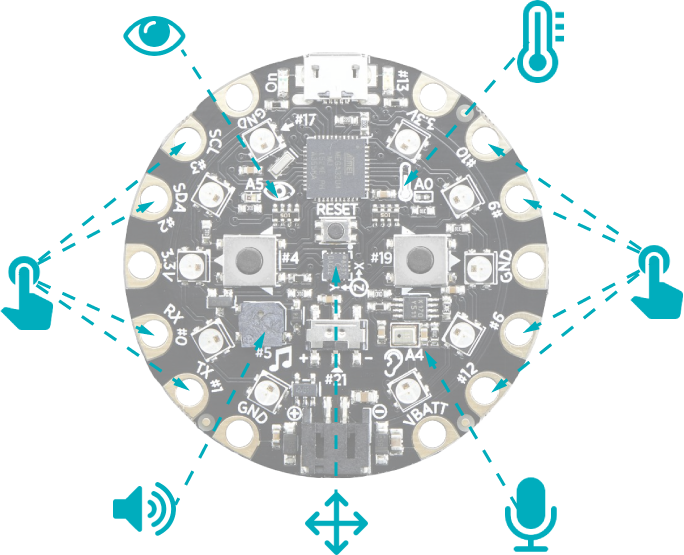 On
#13
GND
#17
3.3V
SCL
#3
#10
SDA
#2
A5
A0
#9
RESET
3.3V
#4
#19
X
Z
GND
RX
#0
#6
#5
A4
TX
#1
+
-
#21
#12
GND
VBATT